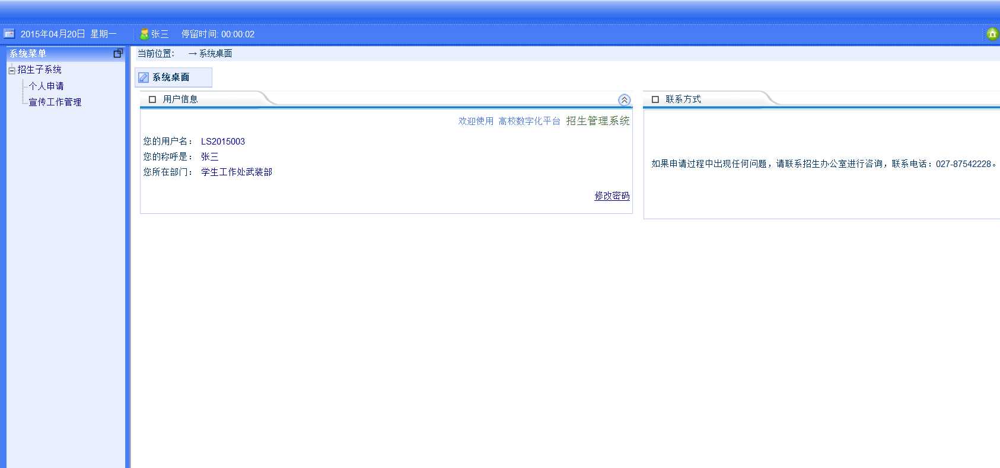 2015年04月20日 星期一 张三 停留时间: 00:00:02
系统菜单
招生子系统
个人申请
宣传工作管理
当前位置： → 系统桌面
系统桌面
用户信息
欢迎使用 高校数字化平台 招生管理系统
您的用户名： LS2015003
您的称呼是： 张三
您所在部门： 学生工作处武装部
修改密码
联系方式
如果申请过程中出现任何问题，请联系招生办公室进行咨询，联系电话：027-87542228。